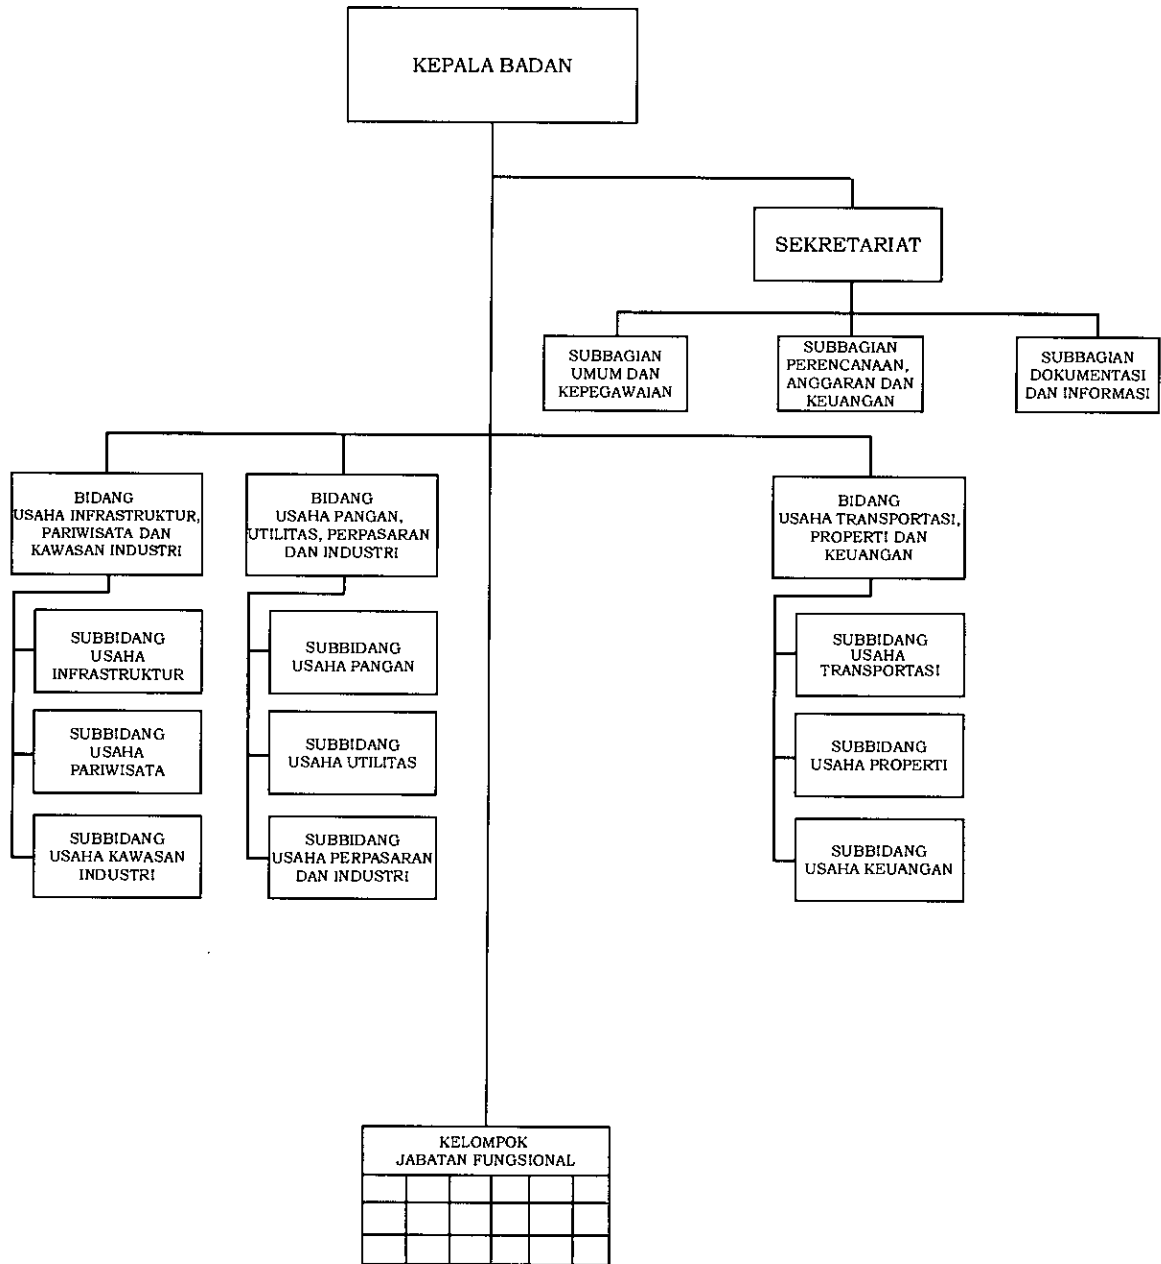 KEPALA BADAN
SEKRETARIAT
SUBBAGIAN
UMUM DAN
KEPEGAWAIAN
SUBBAGIAN
PERENCANAAN,
ANGGARAN DAN
KEUANGAN
SUBBAGIAN
DOKUMENTASI
DAN INFORMASI
BIDANG
USAHA INFRASTRUKTUR,
PARIWISATA DAN
KAWASAN INDUSTRI
BIDANG
USAHA PANGAN,
UTILITAS, PERPASARAN
DAN INDUSTRI
BIDANG
USAHA TRANSPORTASI,
PROPERTI DAN
KEUANGAN
SUBBIDANG
USAHA
INFRASTRUKTUR
SUBBIDANG
USAHA
PARIWISATA
SUBBIDANG
USAHA KAWASAN
INDUSTRI
SUBBIDANG
USAHA PANGAN
SUBBIDANG
USAHA UTILITAS
SUBBIDANG
USAHA PERPASARAN
DAN INDUSTRI
SUBBIDANG
USAHA
TRANSPORTASI
SUBBIDANG
USAHA PROPERTI
SUBBIDANG
USAHA KEUANGAN
KELOMPOK
JABATAN FUNGSIONAL